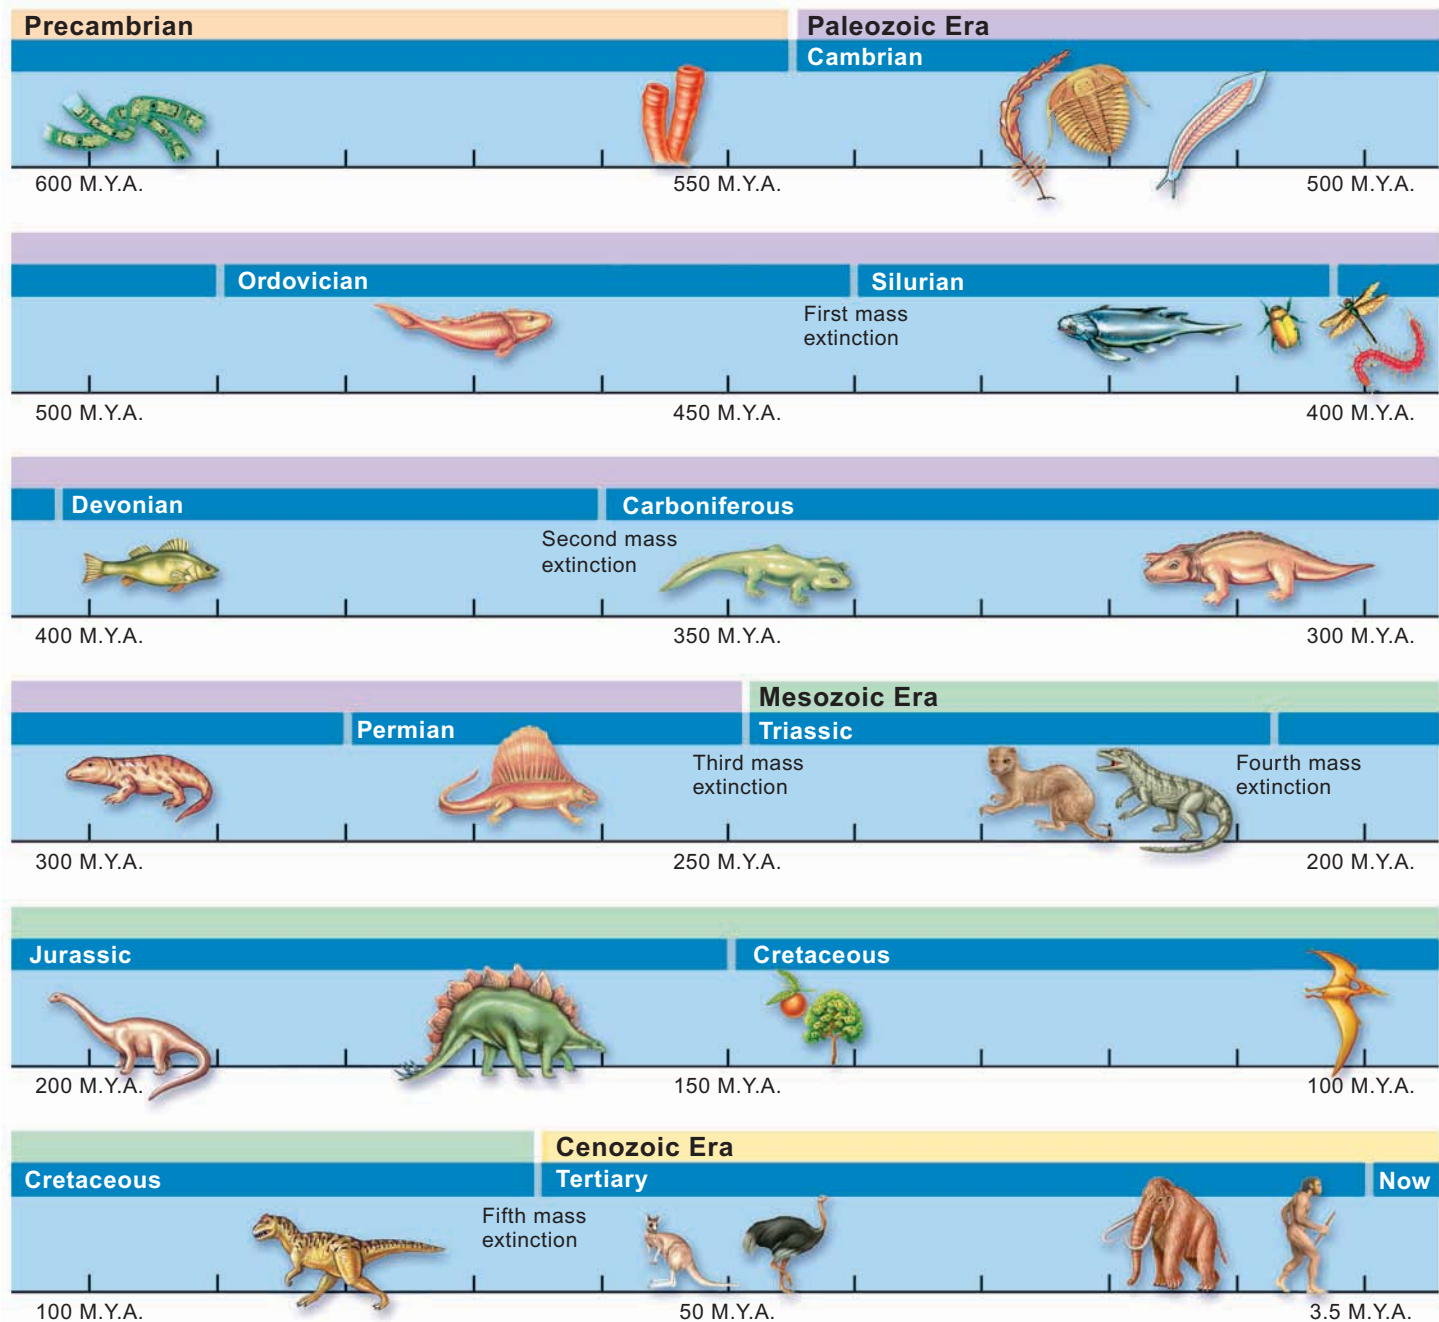 Precambrian
Paleozoic Era
Cambrian
600 M.Y.A.
550 M.Y.A.
500 M.Y.A.
Ordovician
Silurian
First mass
extinction
500 M.Y.A.
450 M.Y.A.
400 M.Y.A.
Devonian
Carboniferous
Second mass
extinction
400 M.Y.A.
350 M.Y.A.
300 M.Y.A.
Mesozoic Era
Permian
Triassic
Third mass
extinction
Fourth mass
extinction
300 M.Y.A.
250 M.Y.A.
200 M.Y.A.
Jurassic
Cretaceous
200 M.Y.A.
150 M.Y.A.
100 M.Y.A.
Cenozoic Era
Cretaceous
Tertiary
Now
Fifth mass
extinction
100 M.Y.A.
50 M.Y.A.
3.5 M.Y.A.